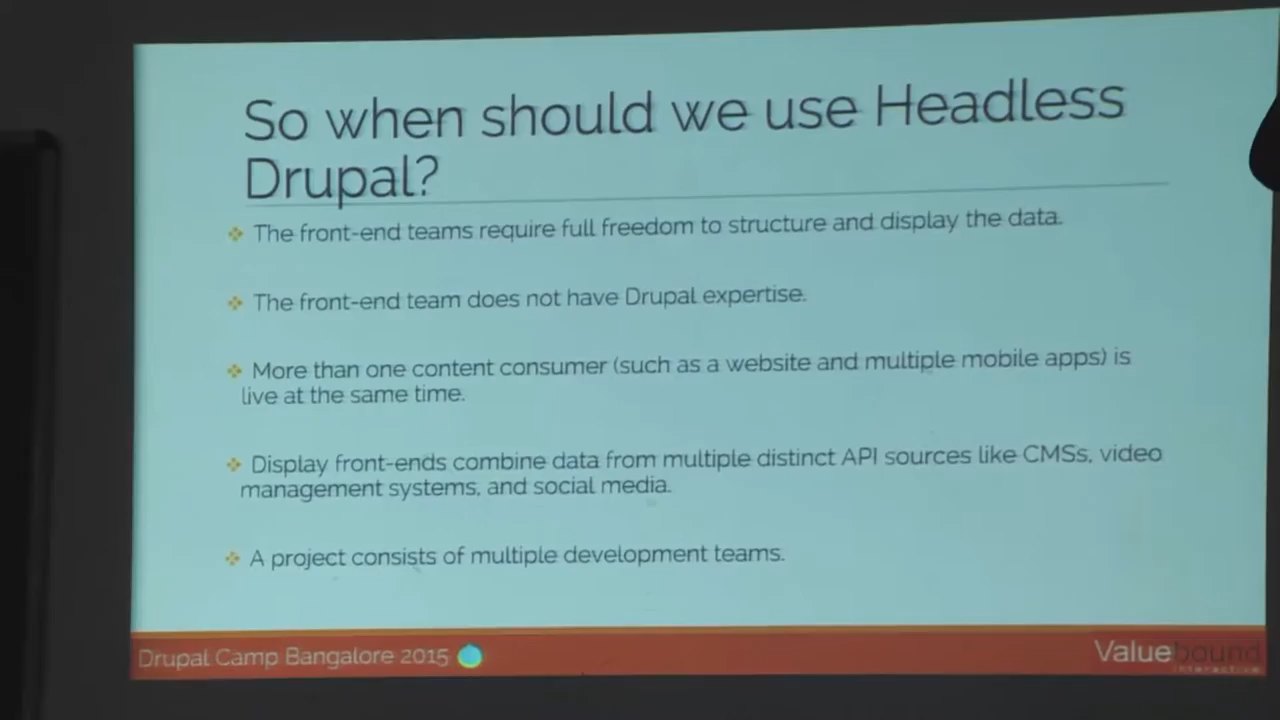 So when should we use Headless
Drupal?
The front-end teams require full freedom to structure and display the data.
The front-end team does not have Drupal expertise.
More than one content consumer (such as a website and multiple mobile apps) is
live at the same time.
Display front-ends combine data from multiple distinct API sources like CMSs, video
management systems, and social media.
A project consists of multiple development teams.
Drupal Camp Bangalore 2015
Valuebound
interactive